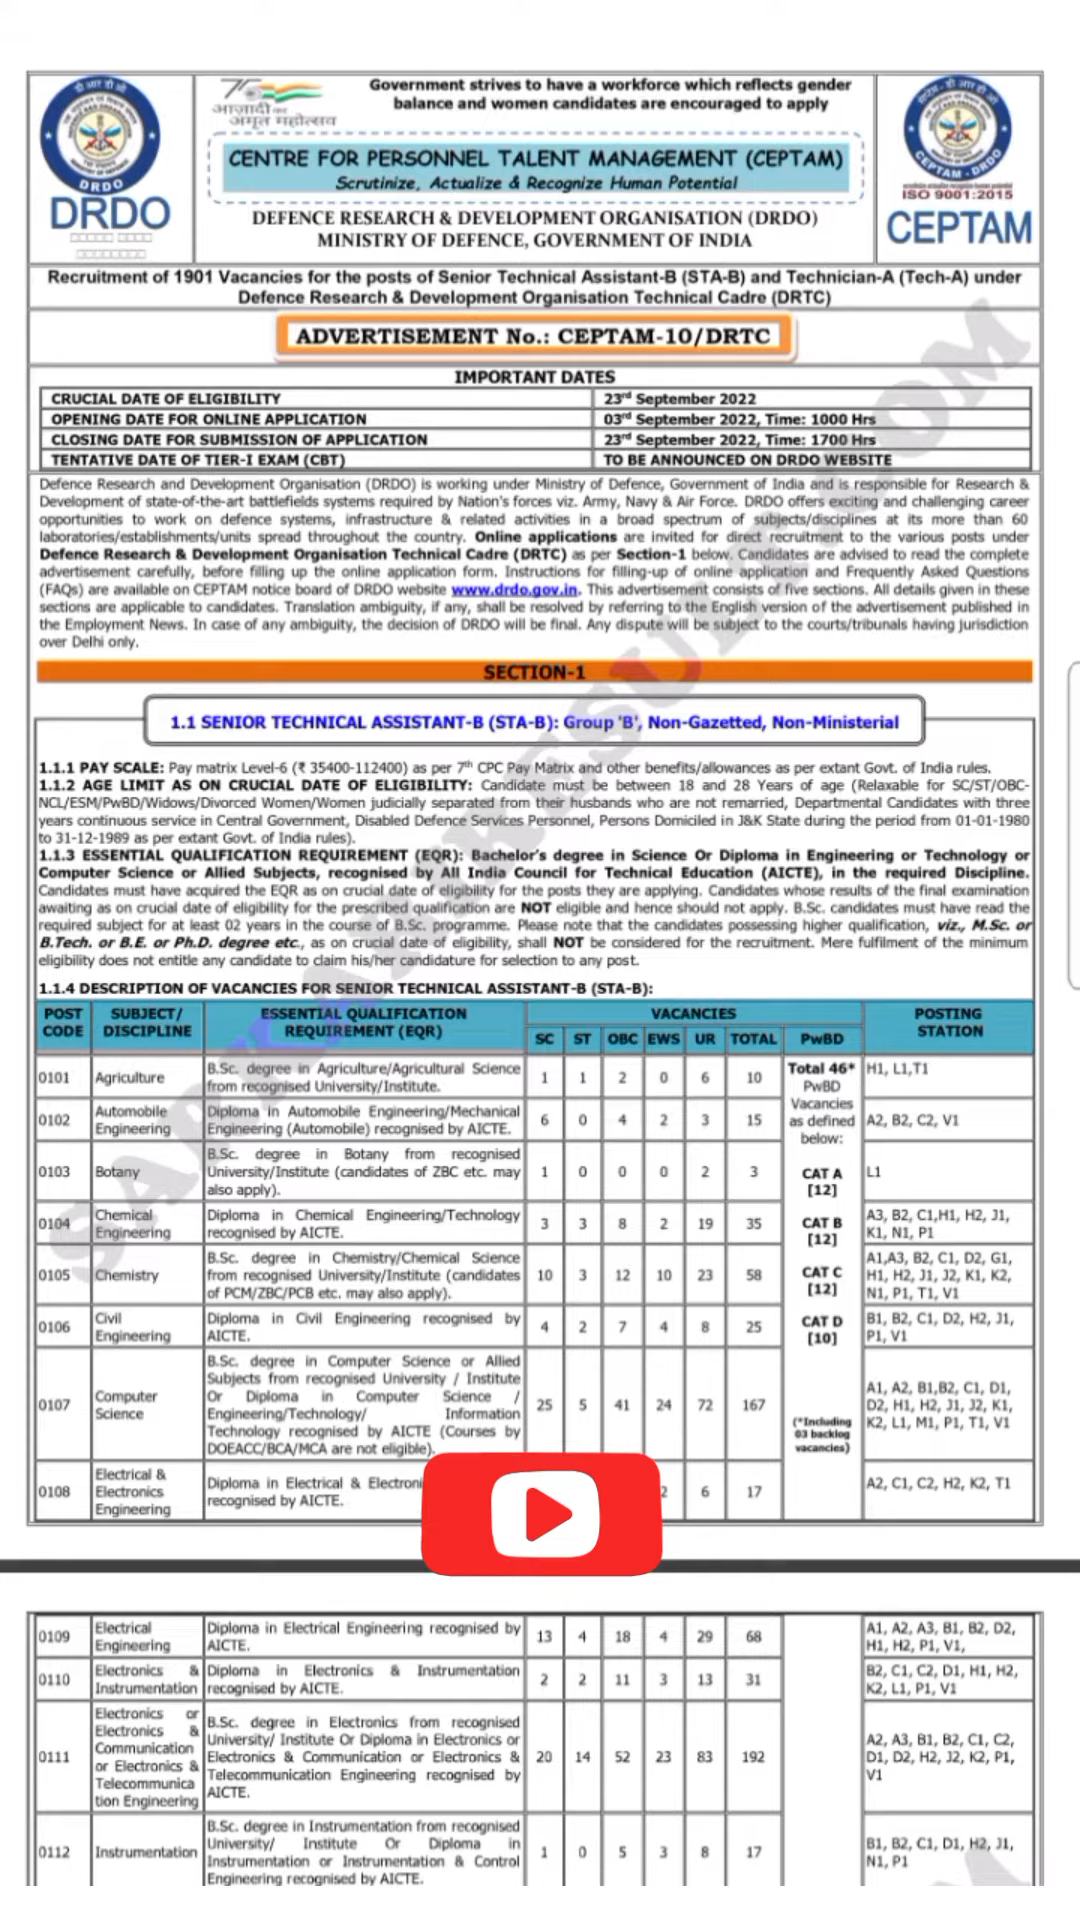 Government strives to have a workforce which reflects gender
balance and women candidates are encouraged to apply
आज़ादी का
अमृत महोत्सव
DRDO
DRDO
CENTRE FOR PERSONNEL TALENT MANAGEMENT (CEPTAM)
Scrutinize, Actualize & Recognize Human Potential
DEFENCE RESEARCH & DEVELOPMENT ORGANISATION (DRDO)
MINISTRY OF DEFENCE, GOVERNMENT OF INDIA
CEPTAM - DRDO
ISO 9001:2015
CEPTAM
Recruitment of 1901 Vacancies for the posts of Senior Technical Assistant-B (STA-B) and Technician-A (Tech-A) under
Defence Research & Development Organisation Technical Cadre (DRTC)
ADVERTISEMENT No.: CEPTAM-10/DRTC
IMPORTANT DATES
CRUCIAL DATE OF ELIGIBILITY 23rd September 2022
OPENING DATE FOR ONLINE APPLICATION 03rd September 2022, Time: 1000 Hrs
CLOSING DATE FOR SUBMISSION OF APPLICATION 23rd September 2022, Time: 1700 Hrs
TENTATIVE DATE OF TIER-I EXAM (CBT) TO BE ANNOUNCED ON DRDO WEBSITE
Defence Research and Development Organisation (DRDO) is working under Ministry of Defence, Government of India and is responsible for Research &
Development of state-of-the-art battlefields systems required by Nation's forces viz. Army, Navy & Air Force. DRDO offers exciting and challenging career
opportunities to work on defence systems, infrastructure & related activities in a broad spectrum of subjects/disciplines at its more than 60
laboratories/establishments/units spread throughout the country. Online applications are invited for direct recruitment to the various posts under
Defence Research & Development Organisation Technical Cadre (DRTC) as per Section-1 below. Candidates are advised to read the complete
advertisement carefully, before filling up the online application form. Instructions for filling-up of online application and Frequently Asked Questions
(FAQs) are available on CEPTAM notice board of DRDO website www.drdo.gov.in. This advertisement consists of five sections. All details given in these
sections are applicable to candidates. Translation ambiguity, if any, shall be resolved by referring to the English version of the advertisement published in
the Employment News. In case of any ambiguity, the decision of DRDO will be final. Any dispute will be subject to the courts/tribunals having jurisdiction
over Delhi only.
SECTION-1
1.1 SENIOR TECHNICAL ASSISTANT-B (STA-B): Group 'B', Non-Gazetted, Non-Ministerial
1.1.1 PAY SCALE: Pay matrix Level-6 (₹ 35400-112400) as per 7th CPC Pay Matrix and other benefits/allowances as per extant Govt. of India rules.
1.1.2 AGE LIMIT AS ON CRUCIAL DATE OF ELIGIBILITY: Candidate must be between 18 and 28 Years of age (Relaxable for SC/ST/OBC-
NCL/ESM/PwBD/Widows/Divorced Women/Women judicially separated from their husbands who are not remarried, Departmental Candidates with three
years continuous service in Central Government, Disabled Defence Services Personnel, Persons Domiciled in J&K State during the period from 01-01-1980
to 31-12-1989 as per extant Govt. of India rules).
1.1.3 ESSENTIAL QUALIFICATION REQUIREMENT (EQR): Bachelor's degree in Science Or Diploma in Engineering or Technology or
Computer Science or Allied Subjects, recognised by All India Council for Technical Education (AICTE), in the required Discipline.
Candidates must have acquired the EQR as on crucial date of eligibility for the posts they are applying. Candidates whose results of the final examination
awaiting as on crucial date of eligibility for the prescribed qualification are NOT eligible and hence should not apply. B.Sc. candidates must have read the
required subject for at least 02 years in the course of B.Sc. programme. Please note that the candidates possessing higher qualification, viz., M.Sc. or
B.Tech. or B.E. or Ph.D. degree etc., as on crucial date of eligibility, shall NOT be considered for the recruitment. Mere fulfilment of the minimum
eligibility does not entitle any candidate to claim his/her candidature for selection to any post.
1.1.4 DESCRIPTION OF VACANCIES FOR SENIOR TECHNICAL ASSISTANT-B (STA-B):
POST CODE SUBJECT/ DISCIPLINE ESSENTIAL QUALIFICATION REQUIREMENT (EQR) VACANCIES POSTING STATION
SC ST OBC EWS UR TOTAL PwBD
0101 Agriculture B.Sc. degree in Agriculture/Agricultural Science from recognised University/Institute. 1 1 2 0 6 10 H1, L1,T1
0102 Automobile Engineering Diploma in Automobile Engineering/Mechanical Engineering (Automobile) recognised by AICTE. 6 0 4 2 3 15 A2, B2, C2, V1
0103 Botany B.Sc. degree in Botany from recognised University/Institute (candidates of ZBC etc. may also apply). 1 0 0 0 2 3 L1
0104 Chemical Engineering Diploma in Chemical Engineering/Technology recognised by AICTE. 3 3 8 2 19 35 A3, B2, C1,H1, H2, J1, K1, N1, P1
0105 Chemistry B.Sc. degree in Chemistry/Chemical Science from recognised University/Institute (candidates of PCM/ZBC/PCB etc. may also apply). 10 3 12 10 23 58 A1,A3, B2, C1, D2, G1, H1, H2, J1, J2, K1, K2, N1, P1, T1, V1
0106 Civil Engineering Diploma in Civil Engineering recognised by AICTE. 4 2 7 4 8 25 B1, B2, C1, D2, H2, J1, P1, V1
0107 Computer Science B.Sc. degree in Computer Science or Allied Subjects from recognised University / Institute Or Diploma in Computer Science / Engineering/Technology/ Information Technology recognised by AICTE (Courses by DOEACC/BCA/MCA are not eligible). 25 5 41 24 72 167 A1, A2, B1,B2, C1, D1, D2, H1, H2, J1, J2, K1, K2, L1, M1, P1, T1, V1
0108 Electrical & Electronics Engineering Diploma in Electrical & Electroni recognised by AICTE. 2 6 17 A2, C1, C2, H2, K2, T1
Total 46*
PwBD
Vacancies
as defined
below:
CAT A
[12]
CAT B
[12]
CAT C
[12]
CAT D
[10]
(*Including
03 backlog
vacancies)
0109 Electrical Engineering Diploma in Electrical Engineering recognised by AICTE. 13 4 18 4 29 68 A1, A2, A3, B1, B2, D2, H1, H2, P1, V1,
0110 Electronics & Instrumentation Diploma in Electronics & Instrumentation recognised by AICTE. 2 2 11 3 13 31 B2, C1, C2, D1, H1, H2, K2, L1, P1, V1
0111 Electronics or Electronics & Communication or Electronics & Telecommunica tion Engineering B.Sc. degree in Electronics from recognised University/ Institute Or Diploma in Electronics or Electronics & Communication or Electronics & Telecommunication Engineering recognised by AICTE. 20 14 52 23 83 192 A2, A3, B1, B2, C1, C2, D1, D2, H2, J2, K2, P1, V1
0112 Instrumentation B.Sc. degree in Instrumentation from recognised University/ Institute Or Diploma in Instrumentation or Instrumentation & Control Engineering recognised by AICTE. 1 0 5 3 8 17 B1, B2, C1, D1, H2, J1, N1, P1